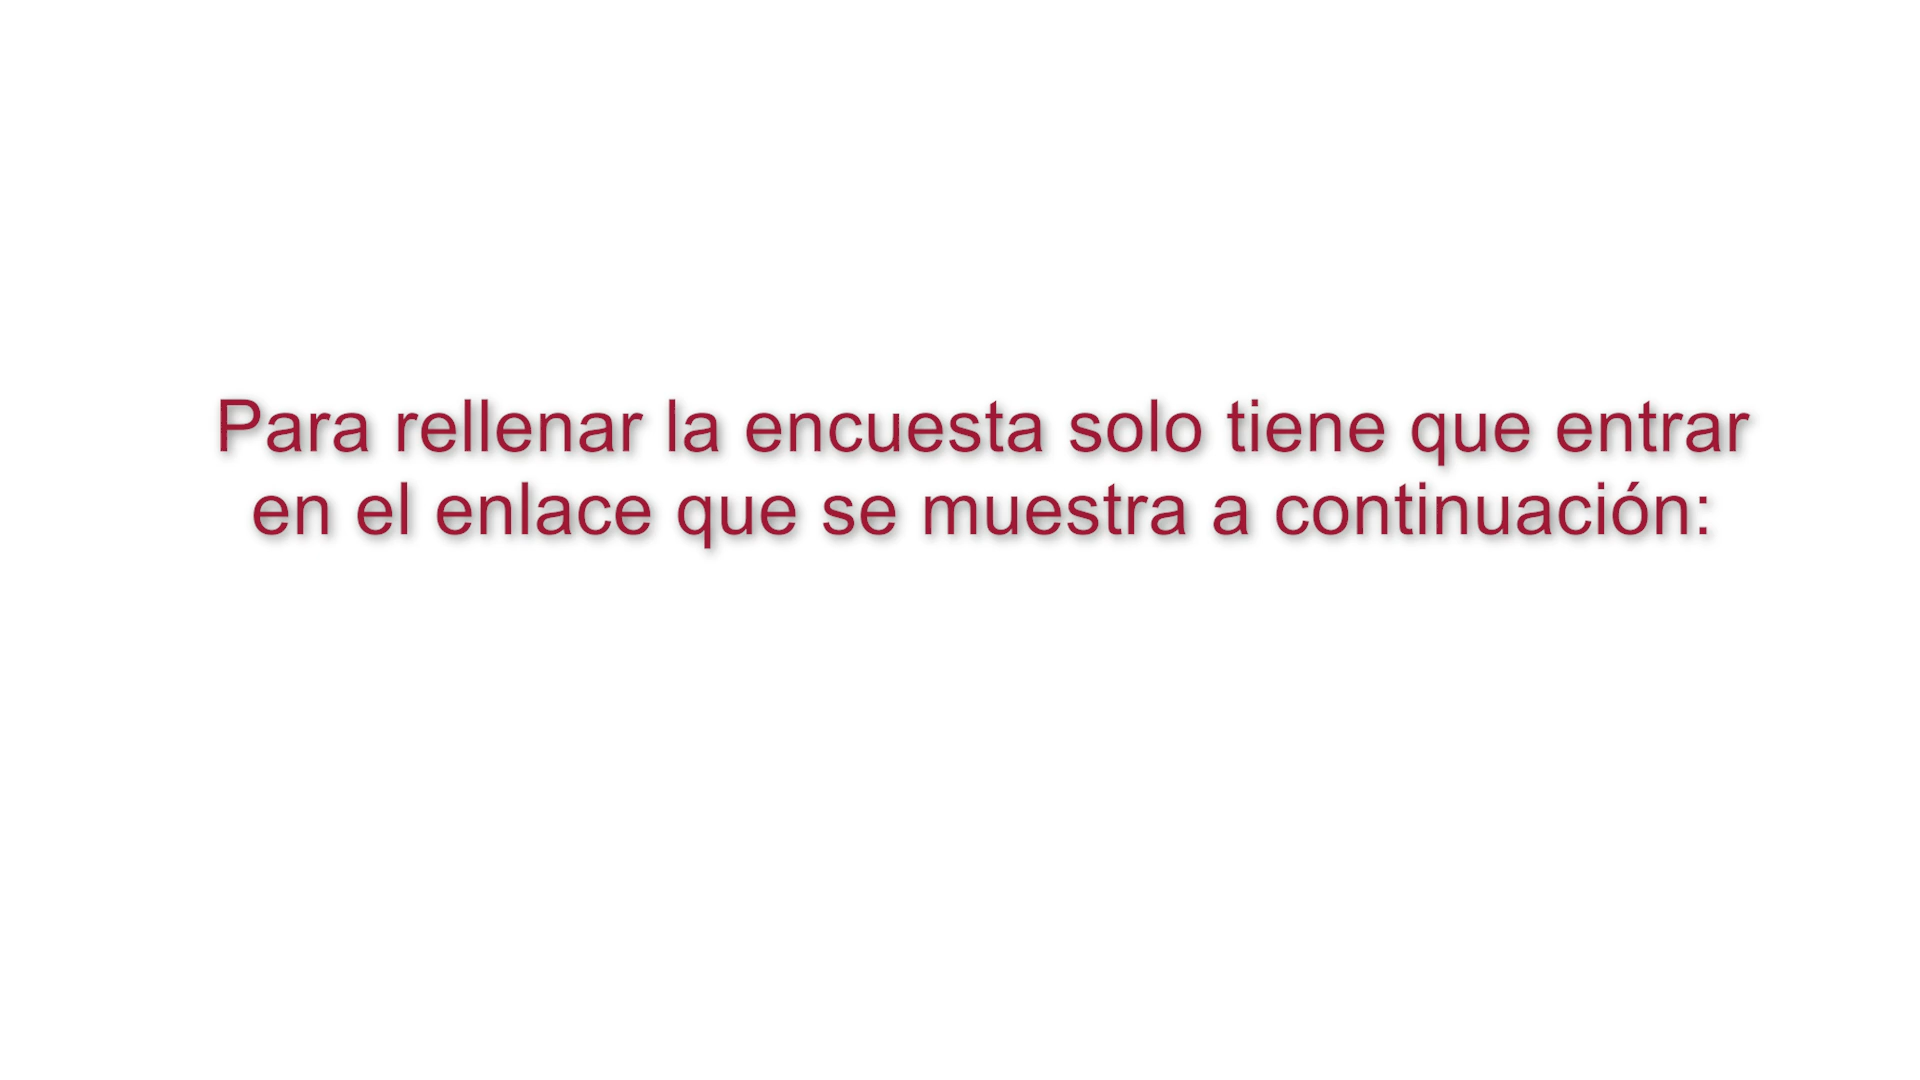 Para rellenar la encuesta solo tiene que entrar
en el enlace que se muestra a continuación: